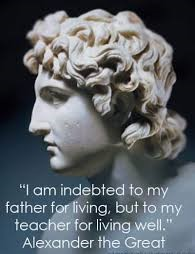 “I am indebted to my
father for living, but to my
teacher for living well.”
Alexander the Great